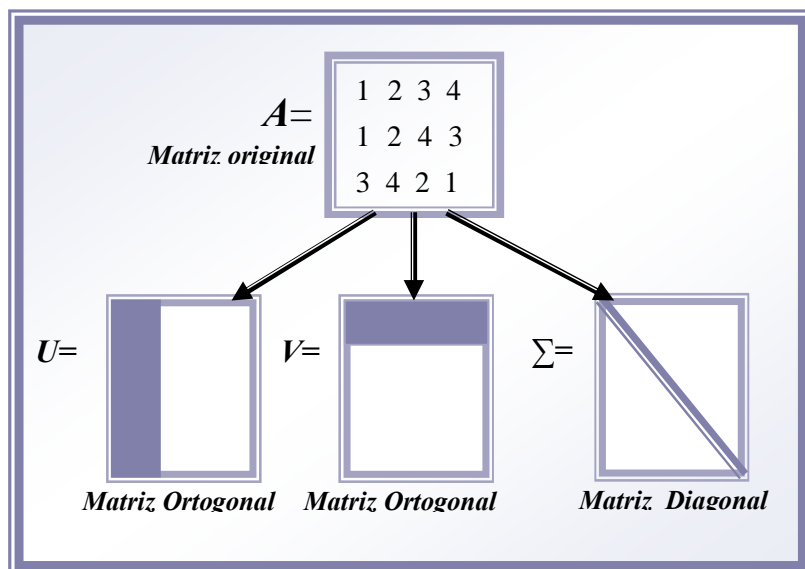 1 2 3 4
A=
1 2 4 3
Matriz original
3 4 2 1
U=
V=
∑=
Matriz Ortogonal
Matriz Ortogonal
Matriz Diagonal